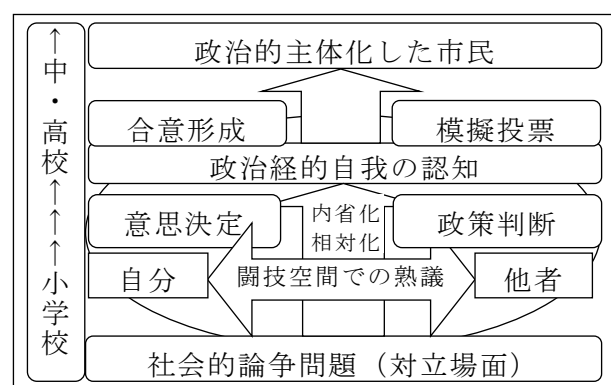 ↑中・高校↑↑↑小学校
政治的主体化した市民
合意形成
模擬投票
政治経的自我の認知
意思決定
内省化
相対化
政策判断
自分
闘技空間での熟議
他者
社会的論争問題（対立場面）